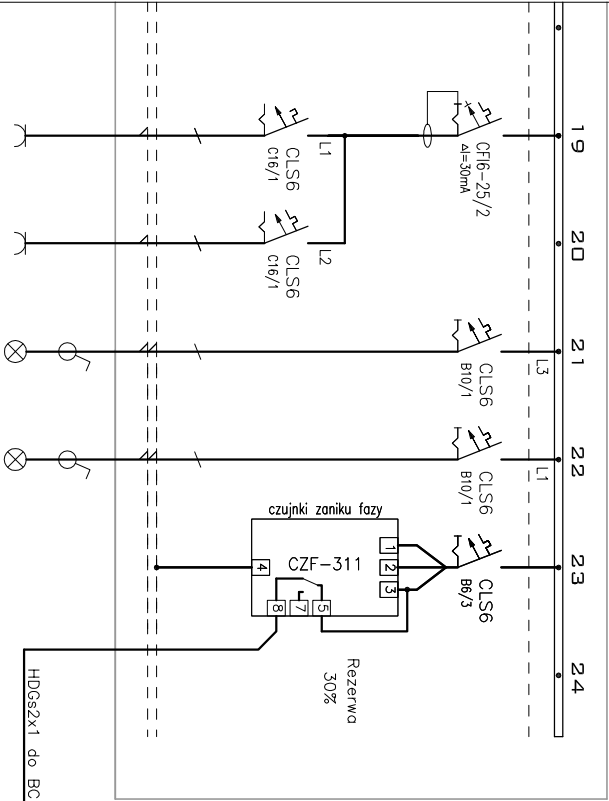 19
CFI6-25/2
ΔI=30mA
L1
CLS6
C16/1
20
L2
CLS6
C16/1
21
L3
CLS6
B10/1
22
L1
CLS6
B10/1
23
CLS6
B6/3
czujnki zaniku fazy
CZF-311
1
2
3
4
5
7
8
24
Rezerwa
30%
HDGs2x1 do BC